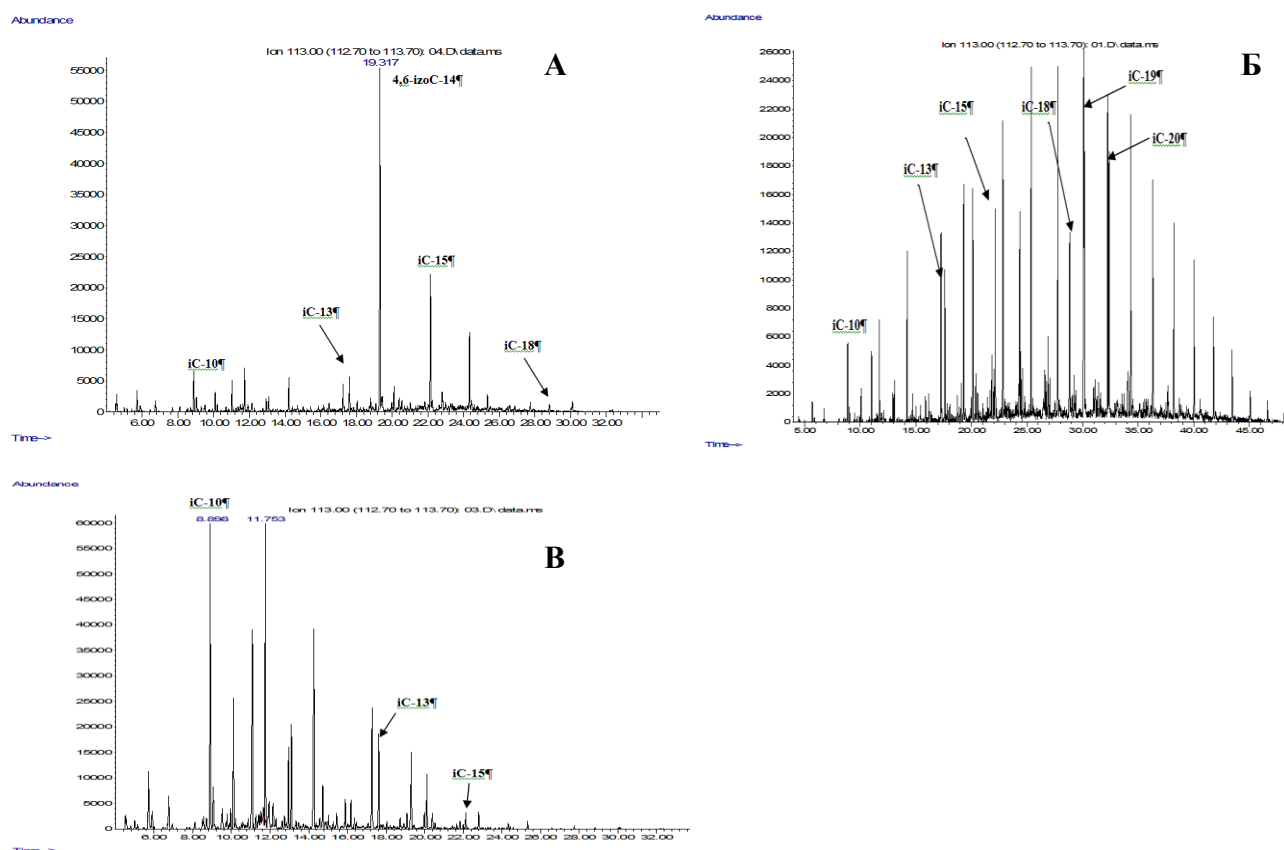 Abundance
Ion 113.00 (112.70 to 113.70): 04.D\data.ms
19.317
А
4,6-izoC-14¶
iC-15¶
iC-13¶
iC-10¶
iC-18¶
55000
50000
45000
40000
35000
30000
25000
20000
15000
10000
5000
0
6.00 8.00 10.00 12.00 14.00 16.00 18.00 20.00 22.00 24.00 26.00 28.00 30.00 32.00
Time-->
Abundance
Ion 113.00 (112.70 to 113.70): 01.D\data.ms
Б
iC-19¶
iC-15¶
iC-18¶
iC-20¶
iC-13¶
iC-10¶
26000
24000
22000
20000
18000
16000
14000
12000
10000
8000
6000
4000
2000
0
5.00 10.00 15.00 20.00 25.00 30.00 35.00 40.00 45.00
Time-->
Abundance
iC-10¶
Ion 113.00 (112.70 to 113.70): 03.D\data.ms
8.896 11.753
В
iC-13¶
iC-15¶
60000
55000
50000
45000
40000
35000
30000
25000
20000
15000
10000
5000
0
6.00 8.00 10.00 12.00 14.00 16.00 18.00 20.00 22.00 24.00 26.00 28.00 30.00 32.00
Time-->